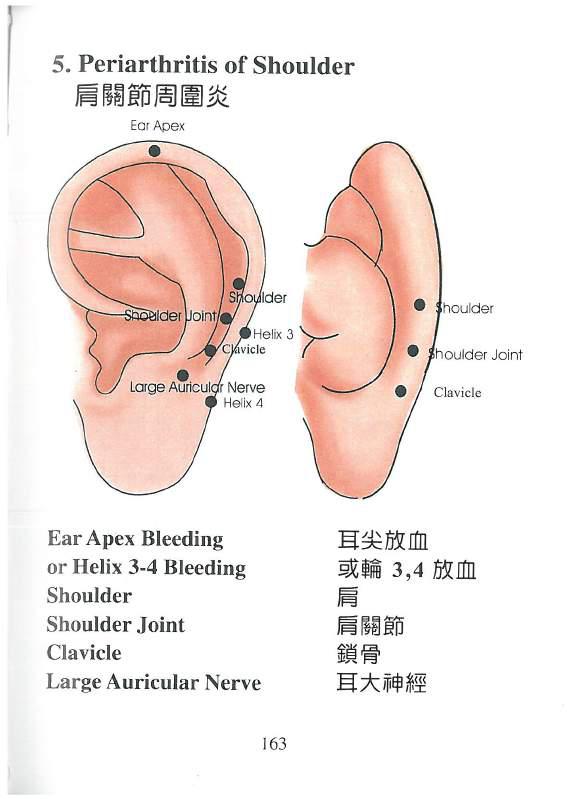 5. Periarthritis of Shoulder
肩關節周圍炎
Ear Apex
Shoulder
Shoulder Joint
Helix 3
Clavicle
Large Auricular Nerve
Helix 4
Shoulder
Shoulder Joint
Clavicle
Ear Apex Bleeding 耳尖放血
or Helix 3-4 Bleeding 或輪 3,4 放血
Shoulder 肩
Shoulder Joint 肩關節
Clavicle 鎖骨
Large Auricular Nerve 耳大神經
163